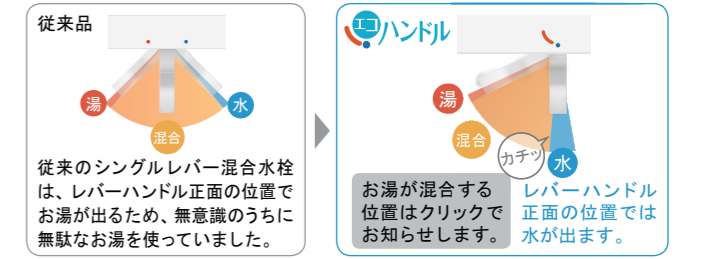 従来品
湯
水
混合
従来のシングルレバー混合水栓
は、レバーハンドル正面の位置で
お湯が出るため、無意識のうちに
無駄なお湯を使っていました。
エコハンドル
湯
混合
カチッ
水
お湯が混合する
位置はクリックで
お知らせします。
レバーハンドル
正面の位置では
水が出ます。